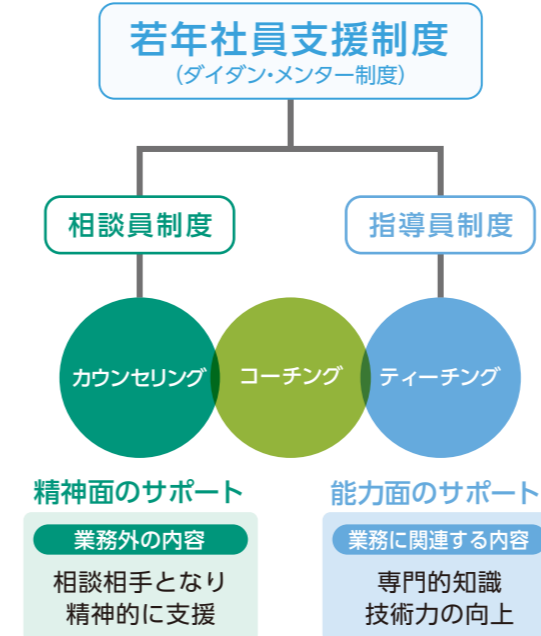 若年社員支援制度
(ダイダン・メンター制度)
相談員制度
指導員制度
カウンセリング
コーチング
ティーチング
精神面のサポート
業務外の内容
相談相手となり
精神的に支援
能力面のサポート
業務に関連する内容
専門的知識
技術力の向上